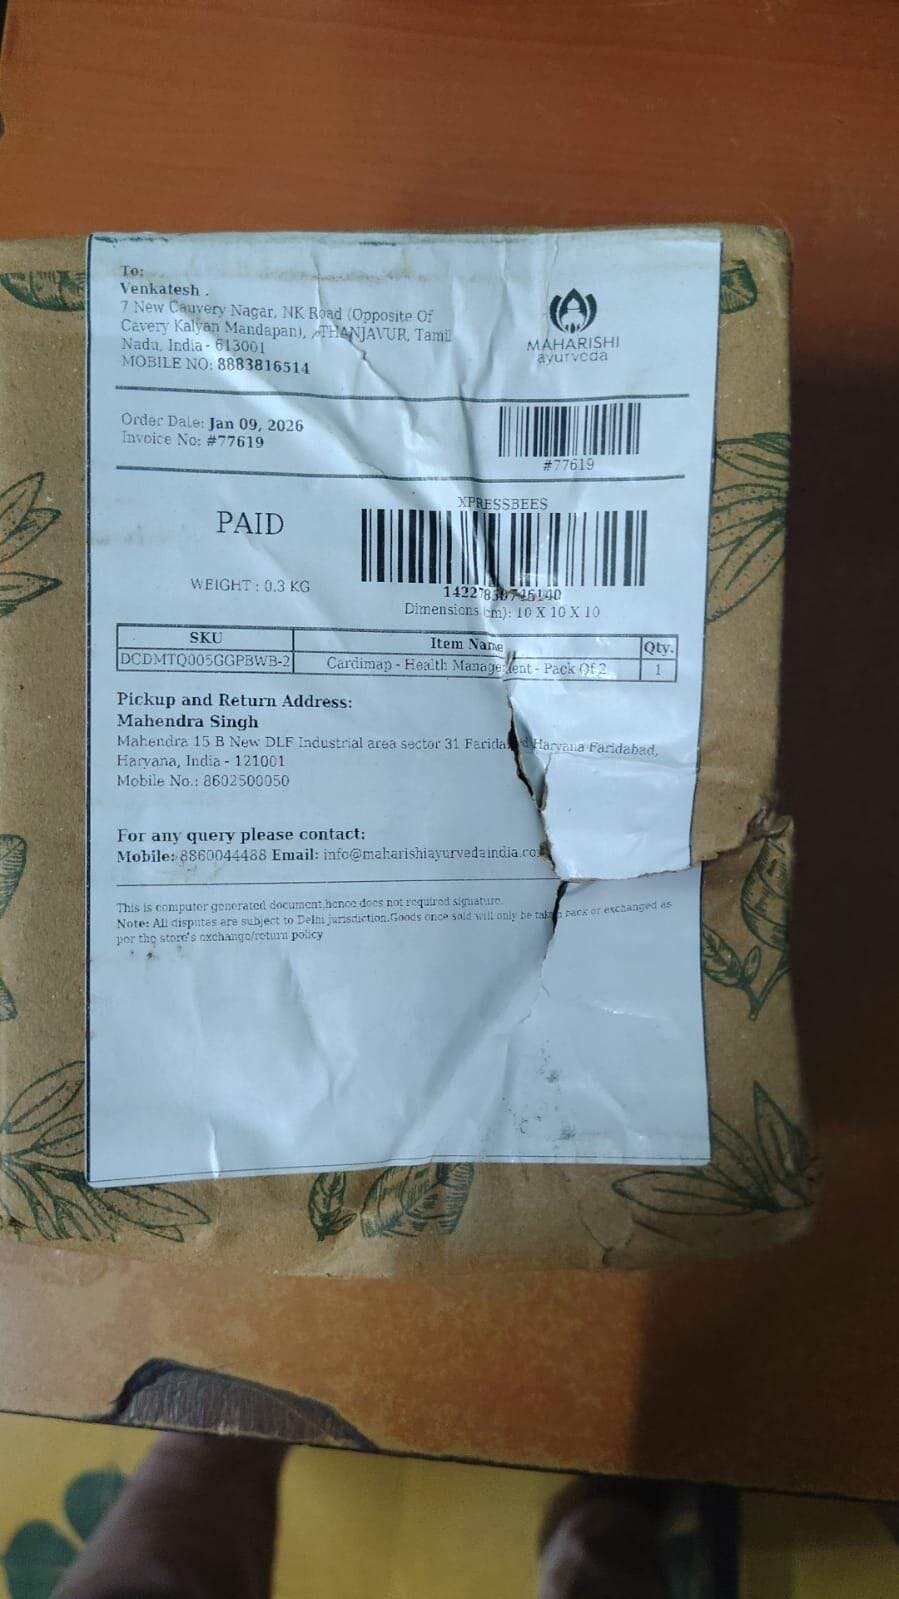 To:
Venkatesh .
7 New Cauvery Nagar, NK Road (Opposite Of
Cavery Kalyan Mandapam), , THANJAVUR, Tamil
Nadu, India - 613001
MOBILE NO: 8883816514
MAHARISHI
ayurveda
Order Date: Jan 09, 2026
Invoice No: #77619
#77619
XPRESSBEES
PAID
WEIGHT : 0.3 KG
Dimensions (cm): 10 X 10 X 10
SKU Item Name Qty.
DCDMTQ005GGPBWB-2 Cardimap - Health Management - Pack Of 2 1
Pickup and Return Address:
Mahendra Singh
Mahendra 15 B New DLF Industrial area sector 31 Haryana Faridabad,
Haryana, India - 121001
Mobile No.: 8602500050
For any query please contact:
Mobile: 8860044488 Email: info@maharishiayurvedaindia.co
This is computer generated document.hence does not required signature.
Note: All disputes are subject to Delhi jurisdiction.Goods once sold will only be taken back or exchanged as
per the store's exchange/return policy